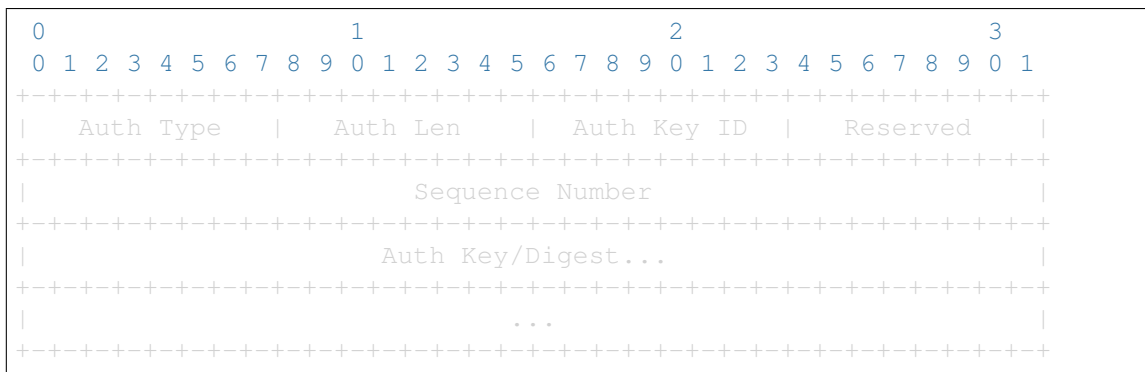 0                   1                   2                   3
 0 1 2 3 4 5 6 7 8 9 0 1 2 3 4 5 6 7 8 9 0 1 2 3 4 5 6 7 8 9 0 1
+-+-+-+-+-+-+-+-+-+-+-+-+-+-+-+-+-+-+-+-+-+-+-+-+-+-+-+-+-+-+-+-+
|   Auth Type   |   Auth Len    | Auth Key ID |   Reserved    |
+-+-+-+-+-+-+-+-+-+-+-+-+-+-+-+-+-+-+-+-+-+-+-+-+-+-+-+-+-+-+-+-+
|                        Sequence Number                        |
+-+-+-+-+-+-+-+-+-+-+-+-+-+-+-+-+-+-+-+-+-+-+-+-+-+-+-+-+-+-+-+-+
|                      Auth Key/Digest...                       |
+-+-+-+-+-+-+-+-+-+-+-+-+-+-+-+-+-+-+-+-+-+-+-+-+-+-+-+-+-+-+-+-+
|                              ...                              |
+-+-+-+-+-+-+-+-+-+-+-+-+-+-+-+-+-+-+-+-+-+-+-+-+-+-+-+-+-+-+-+-+